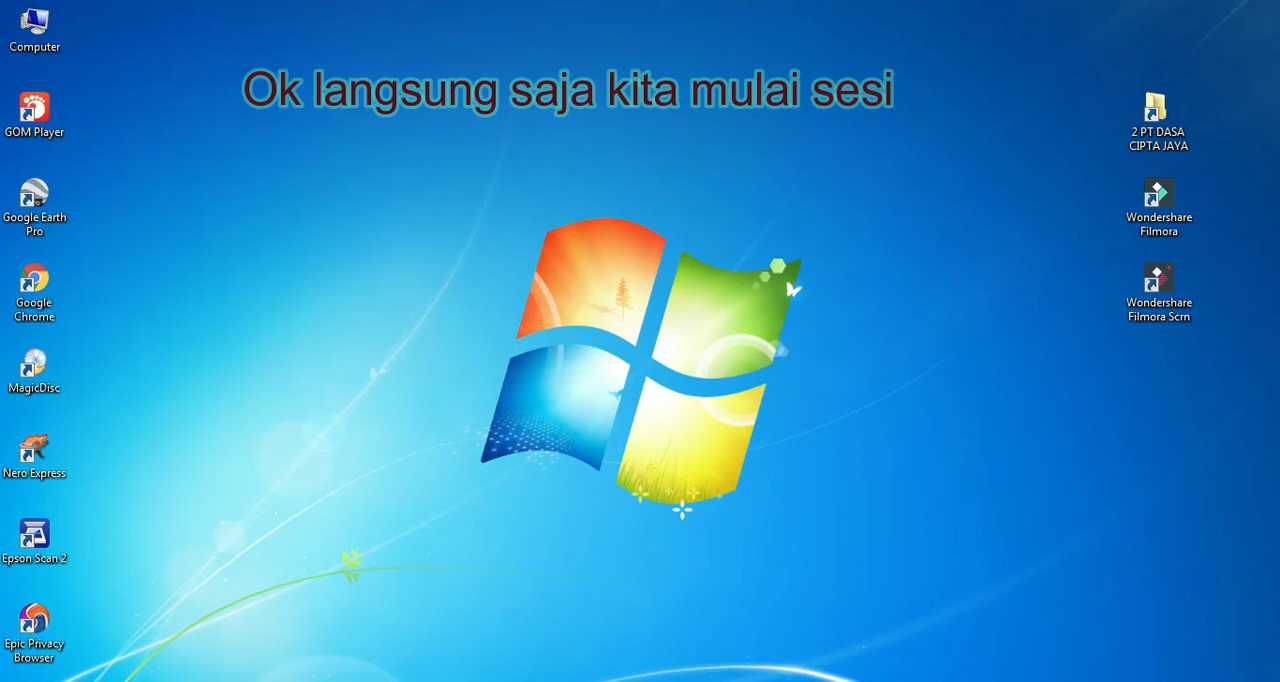 Ok langsung saja kita mulai sesi
Computer
GOM Player
Google Earth
Pro
Google
Chrome
MagicDisc
Nero Express
Epson Scan 2
Epic Privacy
Browser
2 PT DASA
CIPTA JAYA
Wondershare
Filmora
Wondershare
Filmora Scrn